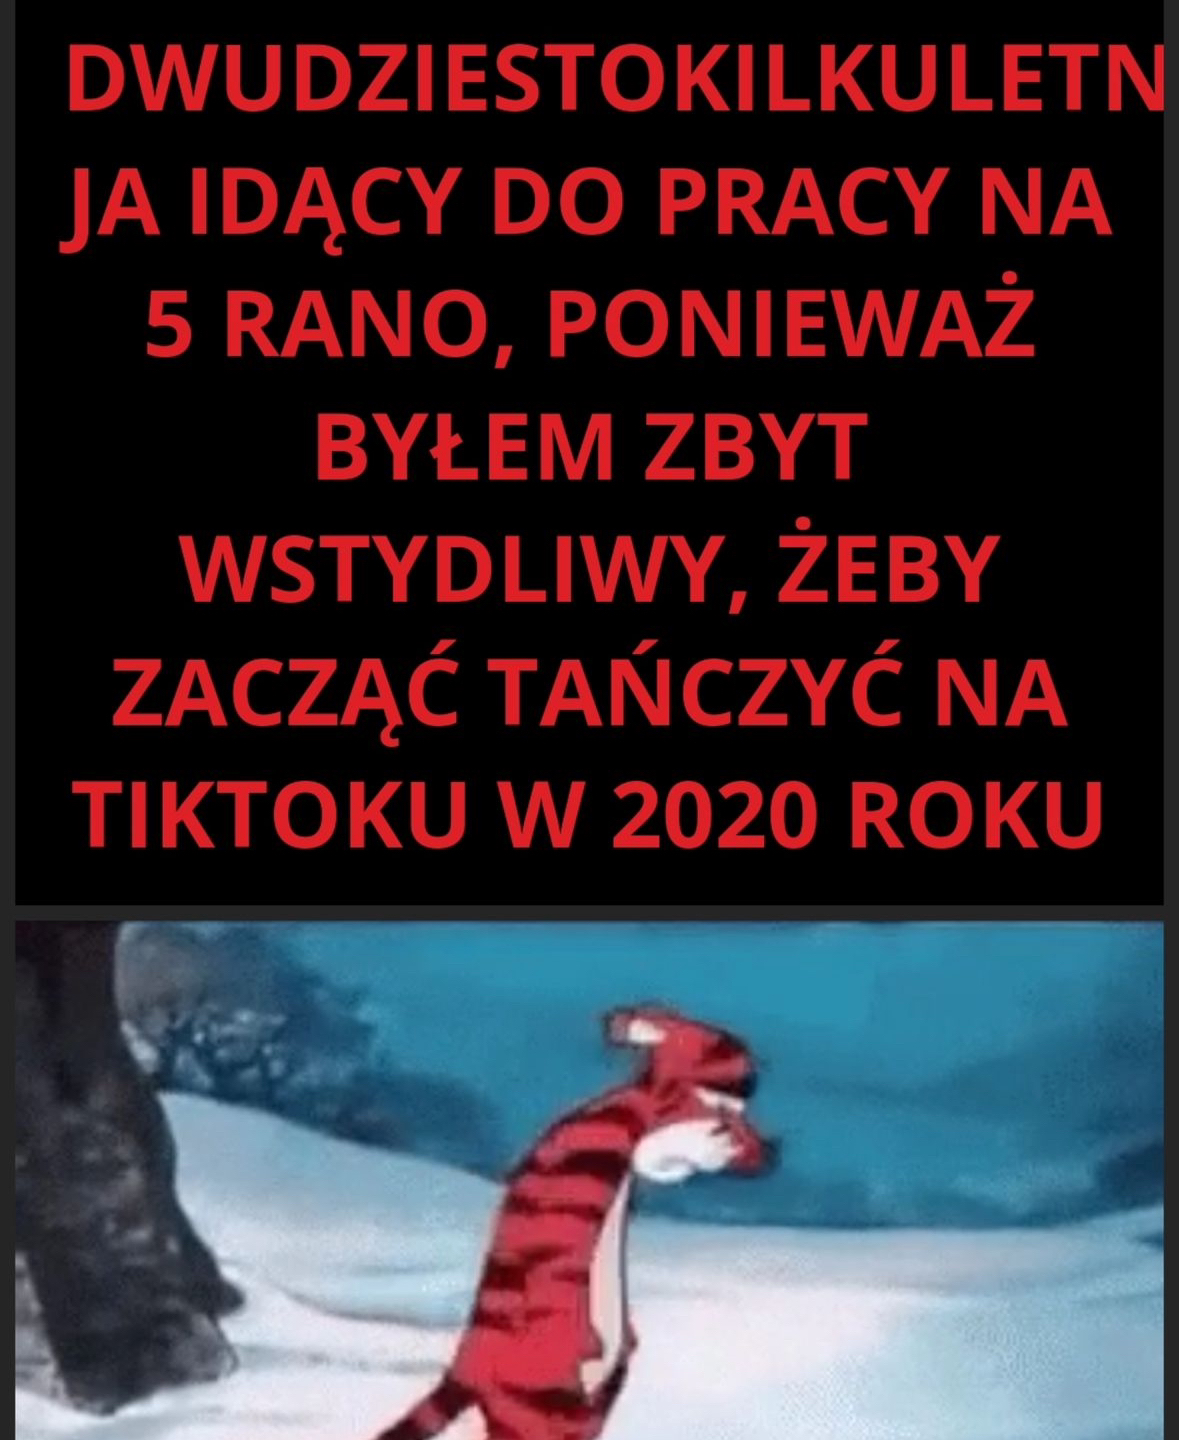 DWUDZIESTOKILKULETN
JA IDĄCY DO PRACY NA
5 RANO, PONIEWAŻ
BYŁEM ZBYT
WSTYDLIWY, ŻEBY
ZACZĄĆ TAŃCZYĆ NA
TIKTOKU W 2020 ROKU